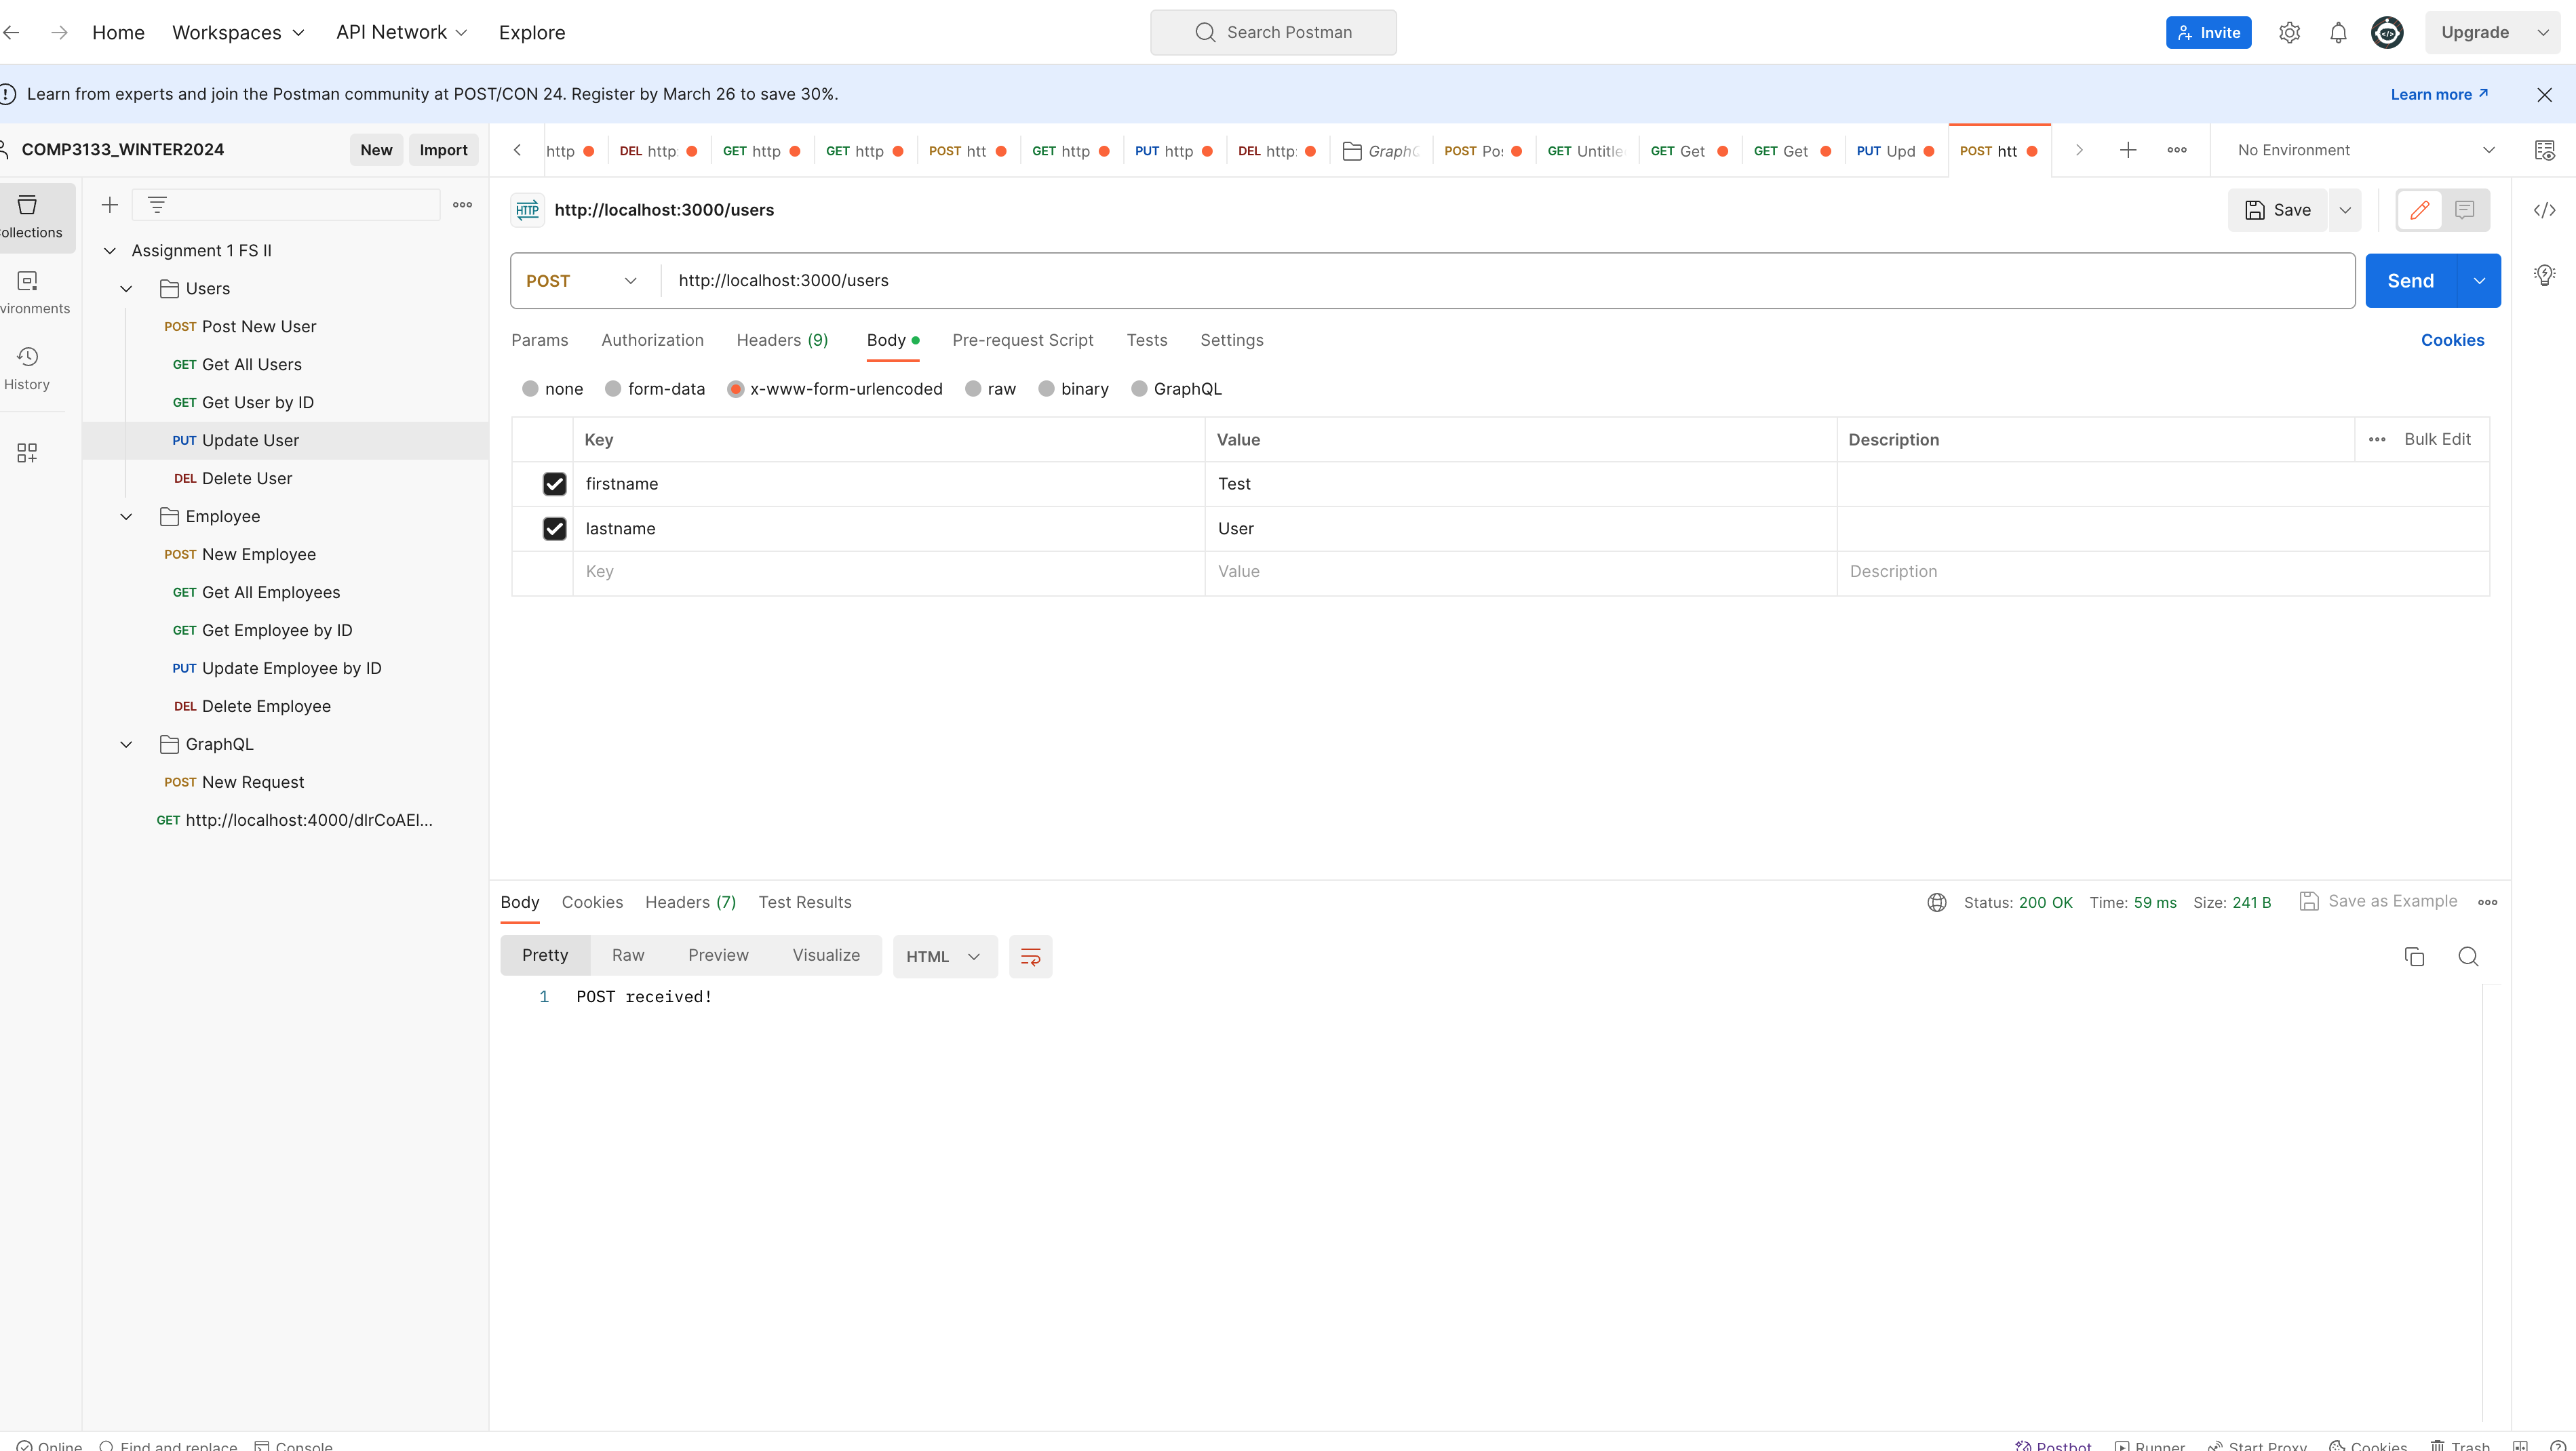 Home Workspaces API Network Explore Search Postman Invite Upgrade
Learn from experts and join the Postman community at POST/CON 24. Register by March 26 to save 30%. Learn more
COMP3133_WINTER2024 New Import
http DEL http: GET http GET http POST htt GET http PUT http DEL http: GraphQ POST Pos GET Untitle GET Get GET Get PUT Upd POST htt No Environment
ollections
vironments
History
Assignment 1 FS II
Users
POST Post New User
GET Get All Users
GET Get User by ID
PUT Update User
DEL Delete User
Employee
POST New Employee
GET Get All Employees
GET Get Employee by ID
PUT Update Employee by ID
DEL Delete Employee
GraphQL
POST New Request
GET http://localhost:4000/dIrCoAEl...
HTTP http://localhost:3000/users Save
POST http://localhost:3000/users Send
Params Authorization Headers (9) Body Pre-request Script Tests Settings Cookies
none form-data x-www-form-urlencoded raw binary GraphQL
Key Value Description Bulk Edit
firstname Test
lastname User
Key Value Description
Body Cookies Headers (7) Test Results Status: 200 OK Time: 59 ms Size: 241 B Save as Example
Pretty Raw Preview Visualize HTML
1 POST received!
Online Find and replace Console Postbot Runner Start Proxy Cookies Trash